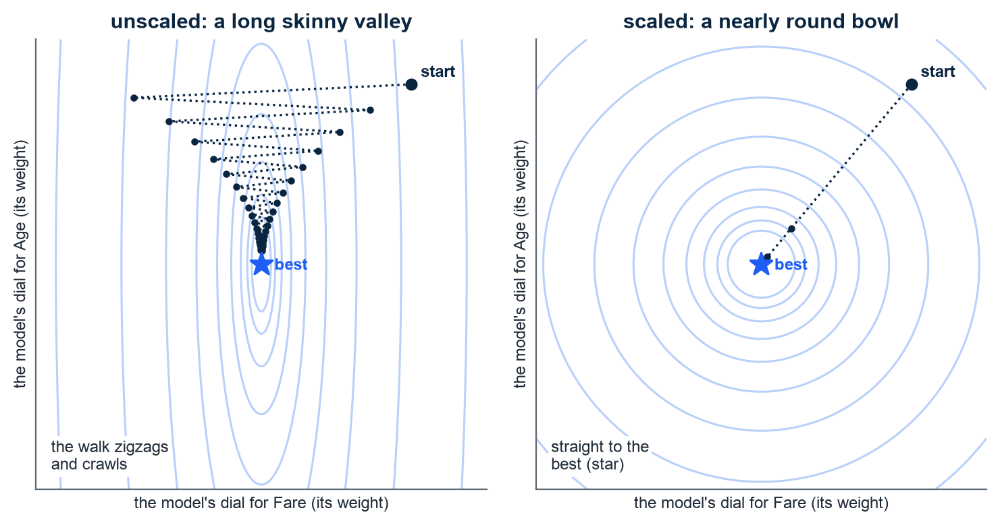 unscaled: a long skinny valley
start
best
the walk zigzags
and crawls
the model's dial for Age (its weight)
the model's dial for Fare (its weight)
scaled: a nearly round bowl
start
best
straight to the
best (star)
the model's dial for Age (its weight)
the model's dial for Fare (its weight)